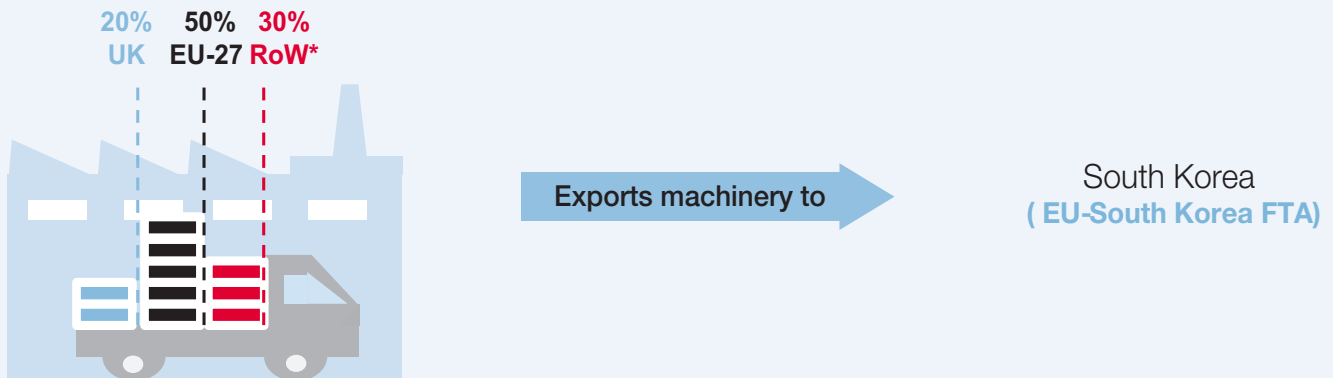 20% 50% 30%
UK EU-27 RoW*
Exports machinery to
South Korea
( EU-South Korea FTA)